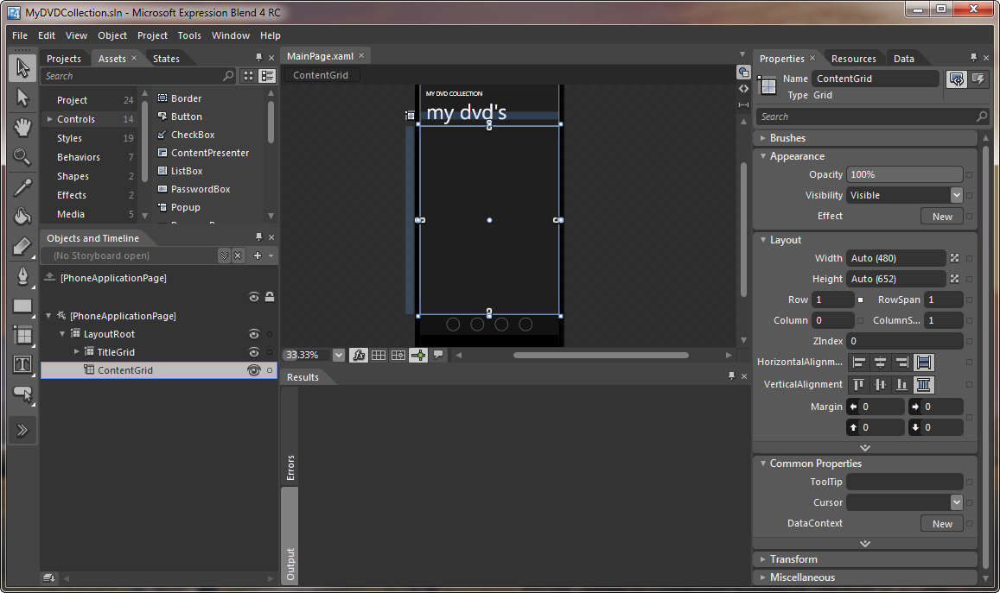 MyDVDCollection.sln - Microsoft Expression Blend 4 RC
File Edit View Object Project Tools Window Help
Projects Assets States
Search
Project 24
Controls 14
Styles 19
Behaviors 7
Shapes 2
Effects 2
Media 5
Border
Button
CheckBox
ContentPresenter
ListBox
PasswordBox
Popup
Objects and Timeline
(No Storyboard open)
[PhoneApplicationPage]
[PhoneApplicationPage]
LayoutRoot
TitleGrid
ContentGrid
MainPage.xaml
ContentGrid
MY DVD COLLECTION
my dvd's
33.33%
Results
Errors
Output
Properties Resources Data
Name ContentGrid
Type Grid
Search
Brushes
Appearance
Opacity 100%
Visibility Visible
Effect New
Layout
Width Auto (480)
Height Auto (652)
Row 1 RowSpan 1
Column 0 ColumnS... 1
ZIndex 0
HorizontalAlignm...
VerticalAlignment
Margin 0 0
0 0
Common Properties
ToolTip
Cursor
DataContext New
Transform
Miscellaneous